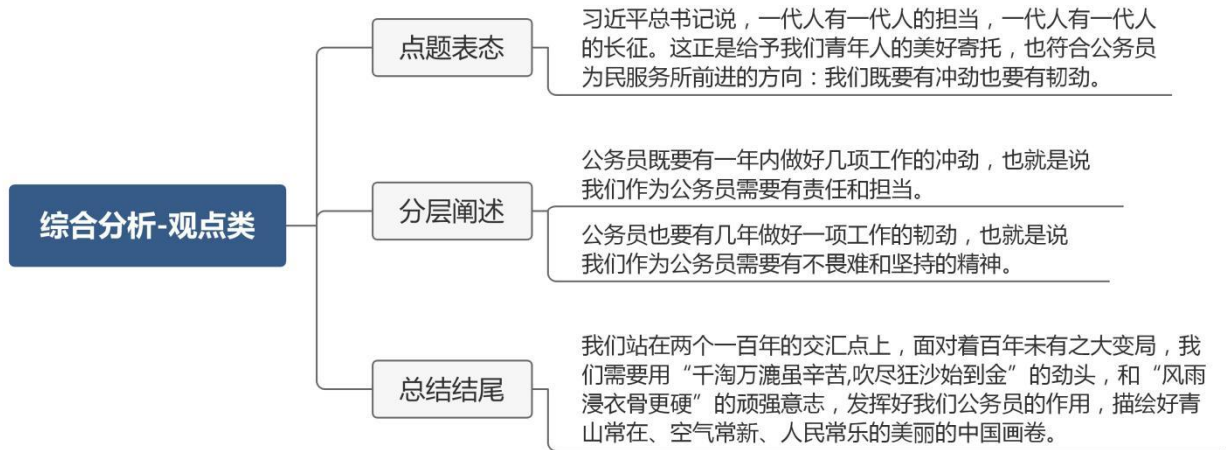 综合分析-观点类
点题表态
习近平总书记说，一代人有一代人的担当，一代人有一代人
的长征。这正是给予我们青年人的美好寄托，也符合公务员
为民服务所前进的方向：我们既要有冲劲也要有韧劲。
分层阐述
公务员既要有一年内做好几项工作的冲劲，也就是说
我们作为公务员需要有责任和担当。
公务员也要有几年做好一项工作的韧劲，也就是说
我们作为公务员需要有不畏难和坚持的精神。
总结结尾
我们站在两个一百年的交汇点上，面对着百年未有之大变局，我
们需要用“千淘万漉虽辛苦,吹尽狂沙始到金”的劲头，和“风雨
浸衣骨更硬”的顽强意志，发挥好我们公务员的作用，描绘好青
山常在、空气常新、人民常乐的美丽的中国画卷。